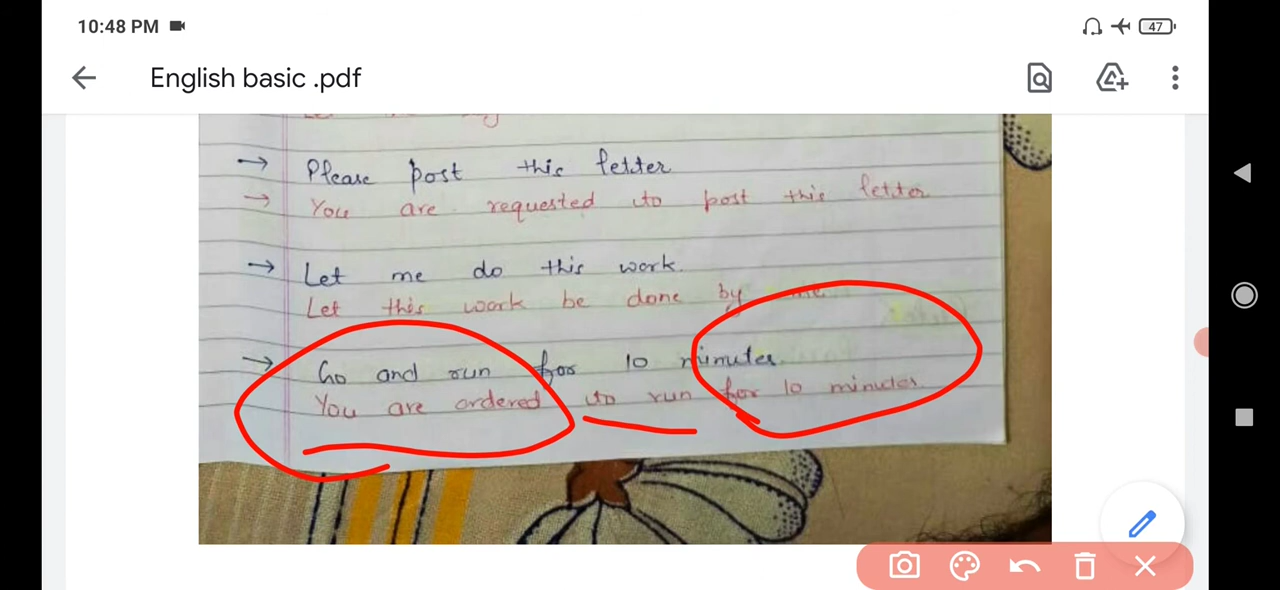 10:48 PM
47
English basic .pdf
→ Please post this letter
→ You are requested to post this letter
→ Let me do this work.
Let this work be done by me
→ Go and run for 10 minutes.
You are ordered to run for 10 minutes.